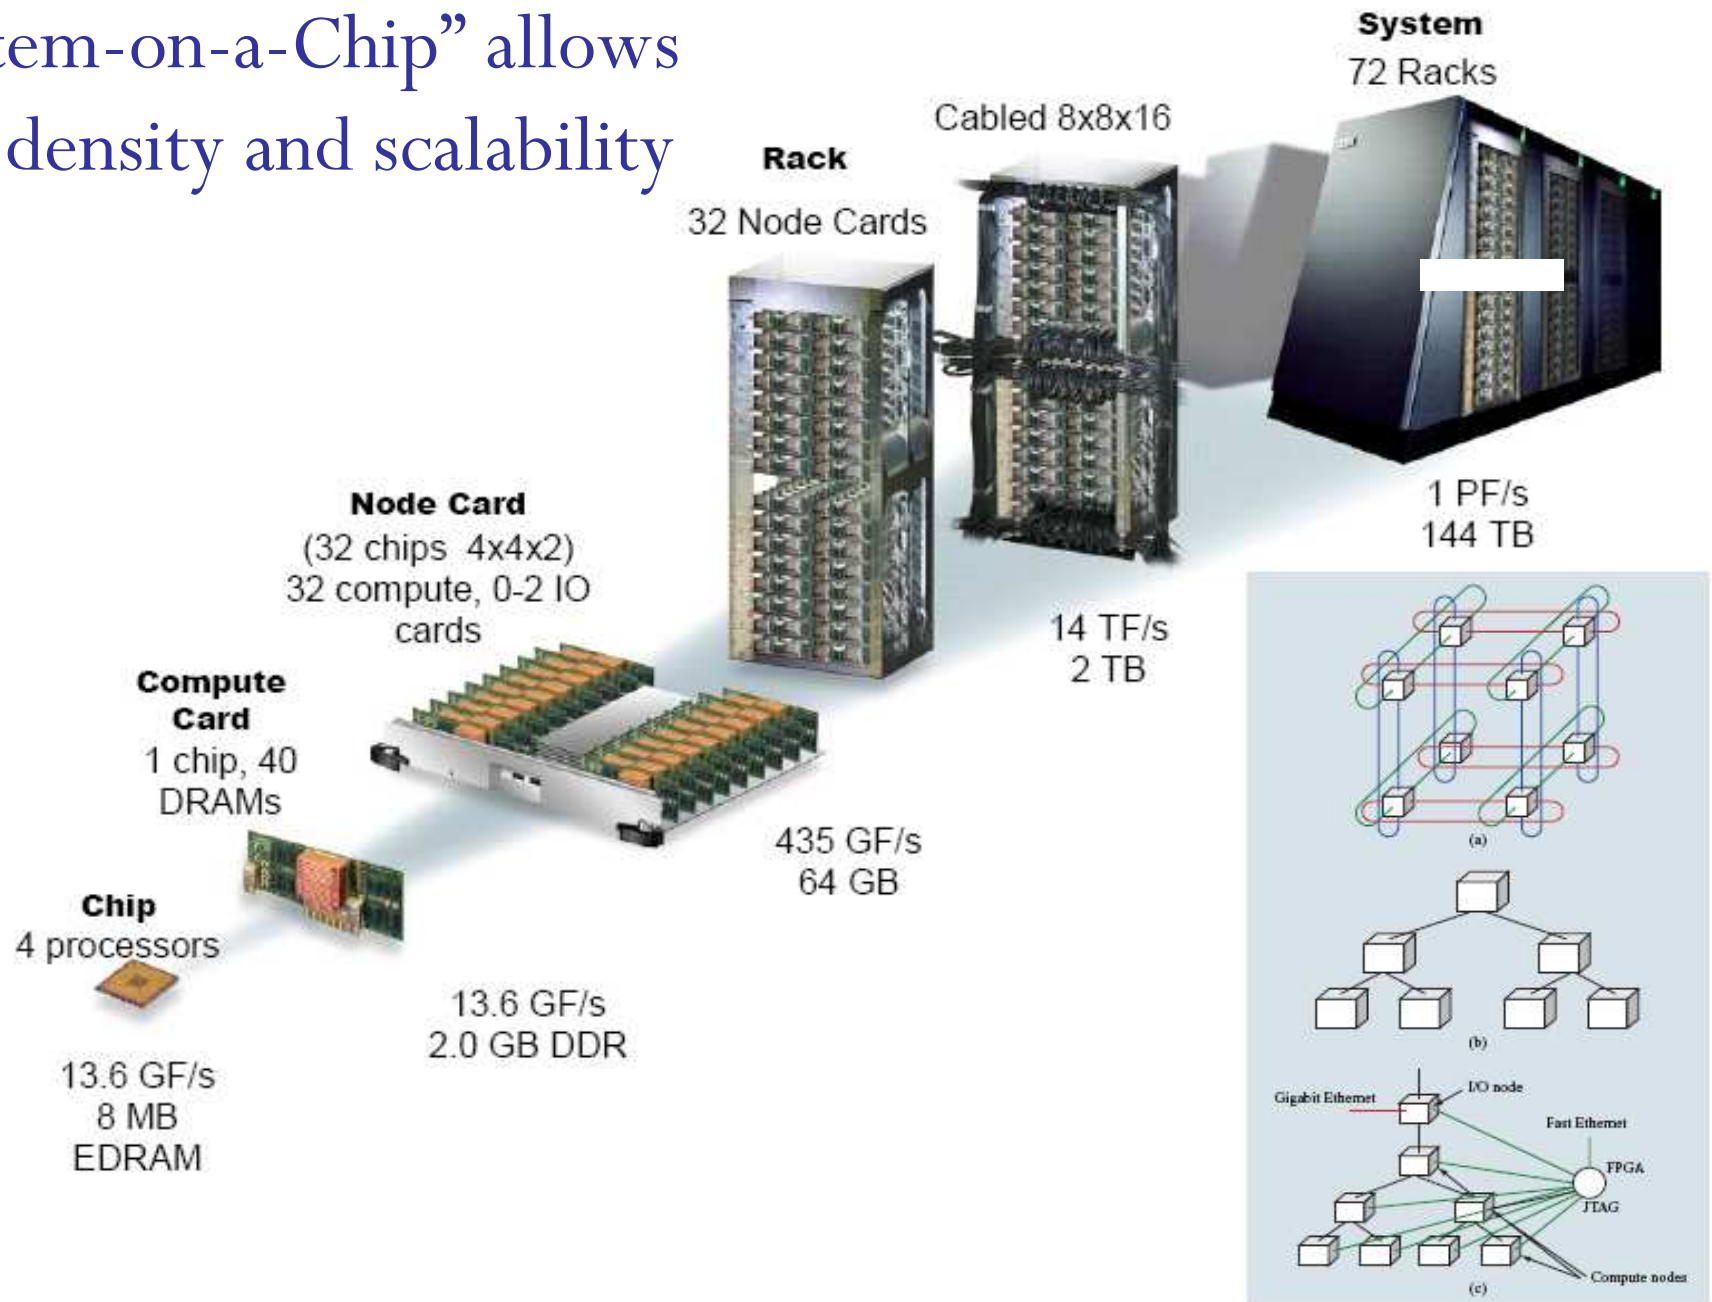 tem-on-a-Chip” allows
density and scalability
System
72 Racks
Cabled 8x8x16
Rack
32 Node Cards
1 PF/s
144 TB
14 TF/s
2 TB
Node Card
(32 chips 4x4x2)
32 compute, 0-2 IO
cards
435 GF/s
64 GB
Compute
Card
1 chip, 40
DRAMs
13.6 GF/s
2.0 GB DDR
Chip
4 processors
13.6 GF/s
8 MB
EDRAM
(a)
(b)
I/O node
Gigabit Ethernet
Fast Ethernet
FPGA
JTAG
Compute nodes
(c)